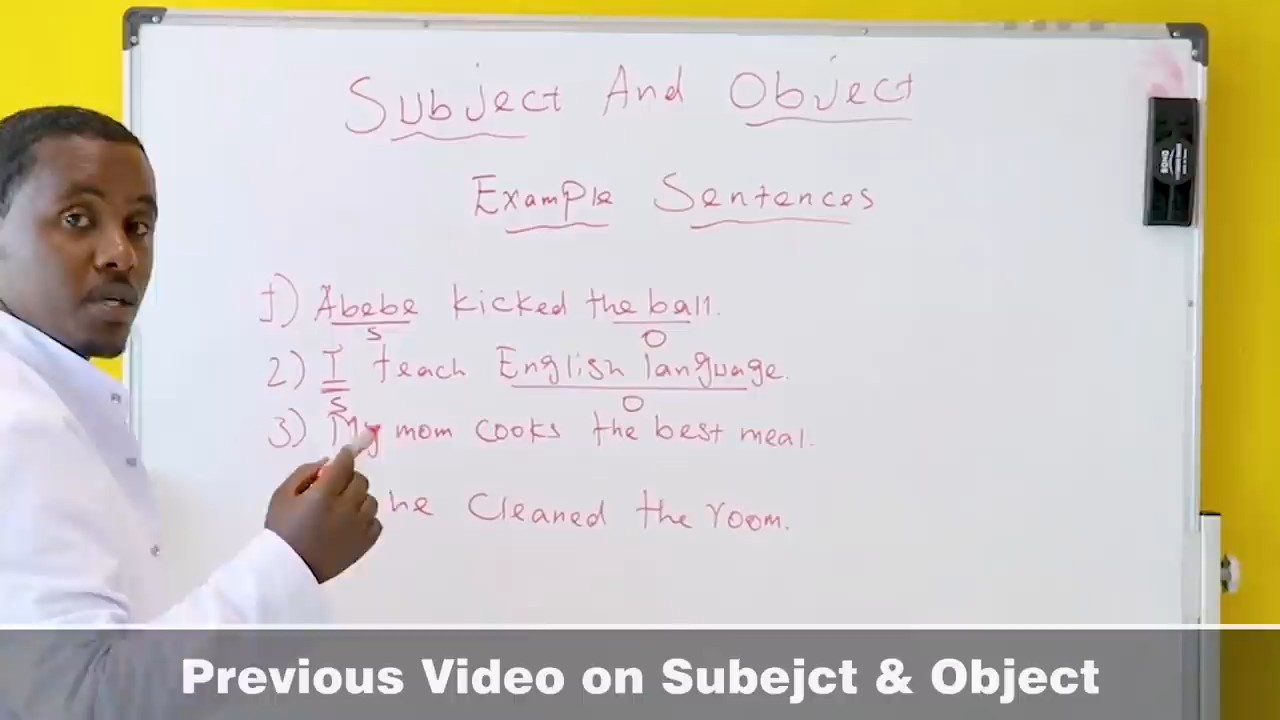 Subject And Object
Example Sentences
1) Abebe kicked the ball.
S O
2) I teach English language.
S O
3) My mom cooks the best meal.
he Cleaned the room.
Previous Video on Subejct & Object